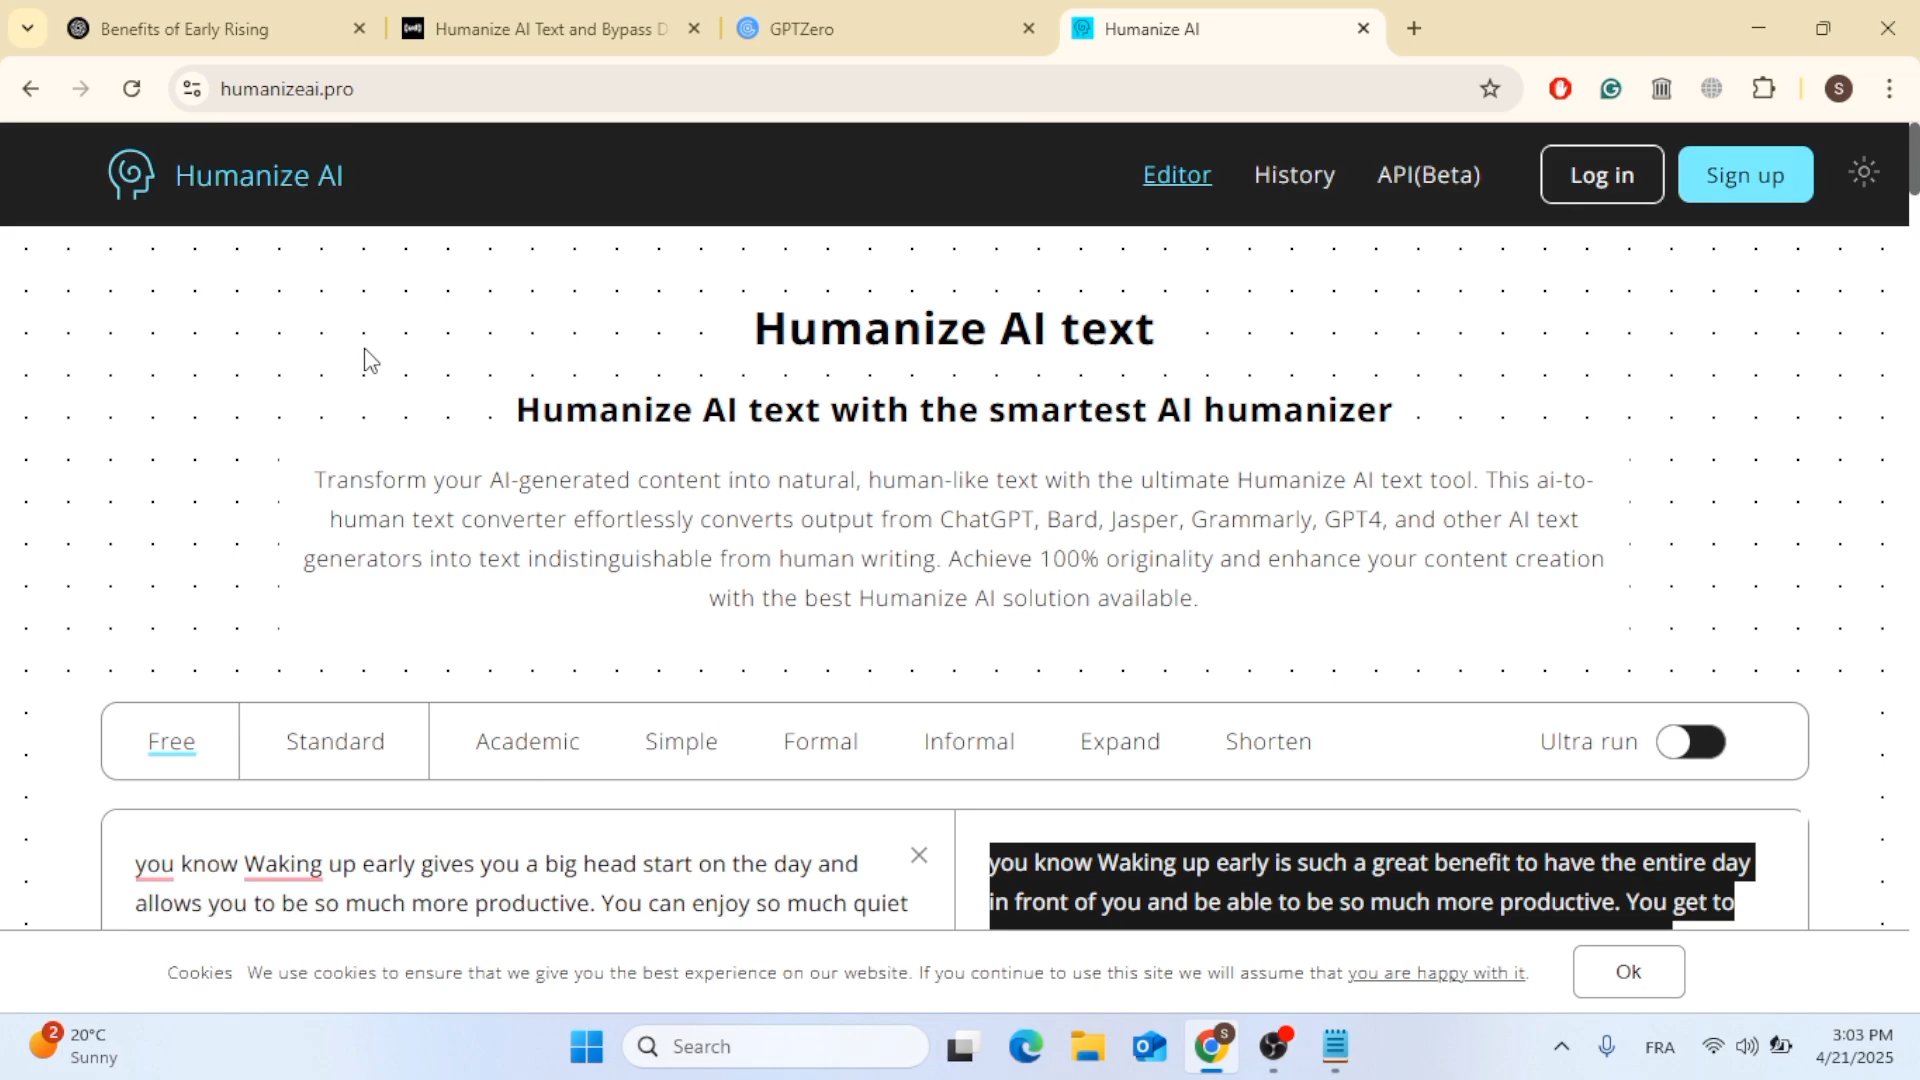 Benefits of Early Rising
Humanize AI Text and Bypass D
GPTZero
Humanize AI
humanizeai.pro
S
Humanize AI
Editor
History
API(Beta)
Log in
Sign up
Humanize AI text
Humanize AI text with the smartest AI humanizer
Transform your AI-generated content into natural, human-like text with the ultimate Humanize AI text tool. This ai-to-
human text converter effortlessly converts output from ChatGPT, Bard, Jasper, Grammarly, GPT4, and other AI text
generators into text indistinguishable from human writing. Achieve 100% originality and enhance your content creation
with the best Humanize AI solution available.
Free
Standard
Academic
Simple
Formal
Informal
Expand
Shorten
Ultra run
you know Waking up early gives you a big head start on the day and
allows you to be so much more productive. You can enjoy so much quiet
you know Waking up early is such a great benefit to have the entire day
in front of you and be able to be so much more productive. You get to
Cookies We use cookies to ensure that we give you the best experience on our website. If you continue to use this site we will assume that you are happy with it.
Ok
2
20°C
Sunny
Search
S
FRA
3:03 PM
4/21/2025